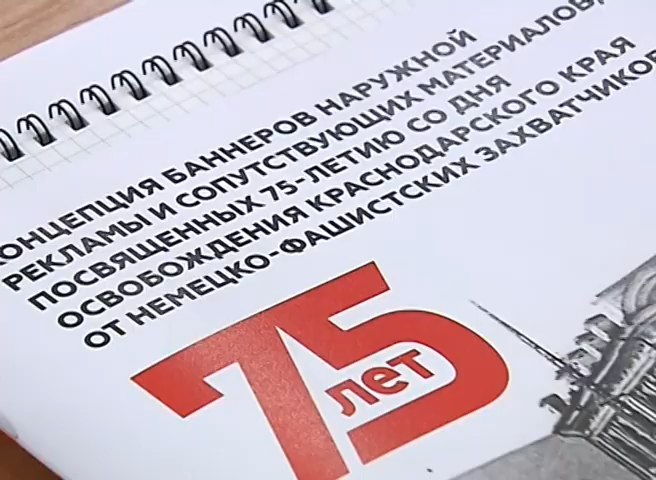 КОНЦЕПЦИЯ БАННЕРОВ НАРУЖНОЙ
РЕКЛАМЫ И СОПУТСТВУЮЩИХ МАТЕРИАЛОВ,
ПОСВЯЩЕННЫХ 75-ЛЕТИЮ СО ДНЯ
ОСВОБОЖДЕНИЯ КРАСНОДАРСКОГО КРАЯ
ОТ НЕМЕЦКО-ФАШИСТСКИХ ЗАХВАТЧИКОВ
75
лет